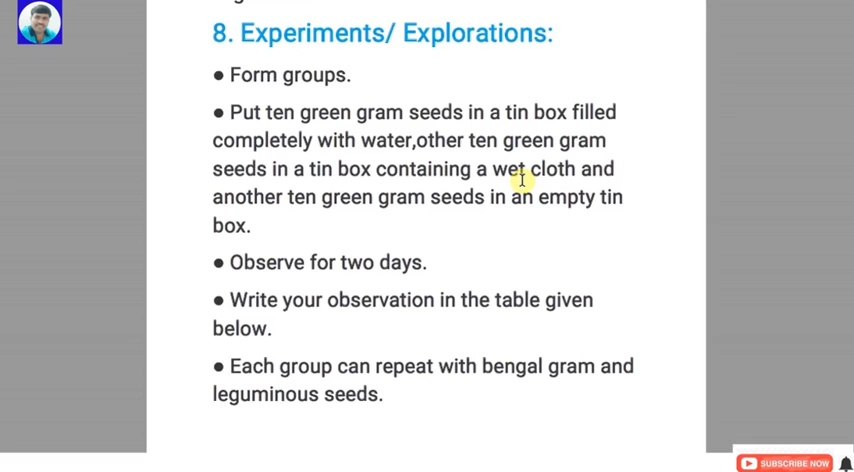 8. Experiments/ Explorations:
● Form groups.
● Put ten green gram seeds in a tin box filled
completely with water,other ten green gram
seeds in a tin box containing a wet cloth and
another ten green gram seeds in an empty tin
box.
● Observe for two days.
● Write your observation in the table given
below.
● Each group can repeat with bengal gram and
leguminous seeds.
SUBSCRIBE NOW